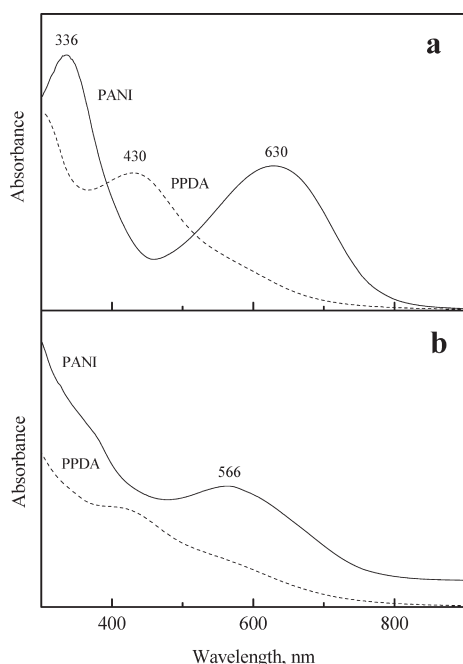 336
a
PANI
430
630
PPDA
Absorbance
b
PANI
PPDA
566
Absorbance
400
600
800
Wavelength, nm